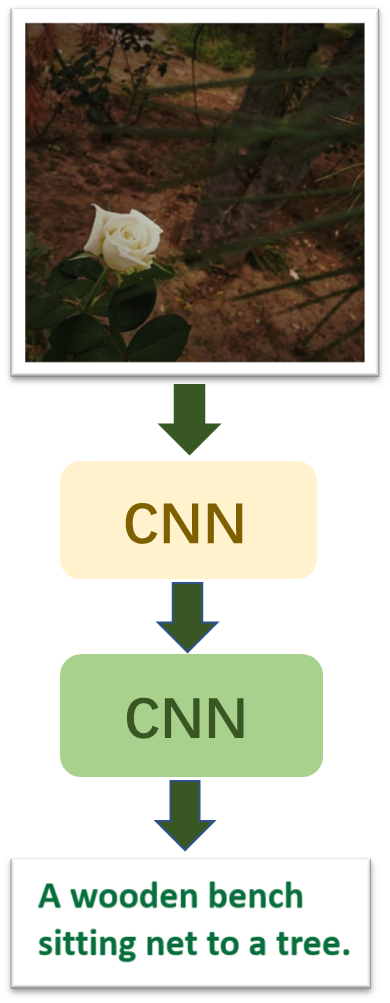 CNN
CNN
A wooden bench
sitting net to a tree.